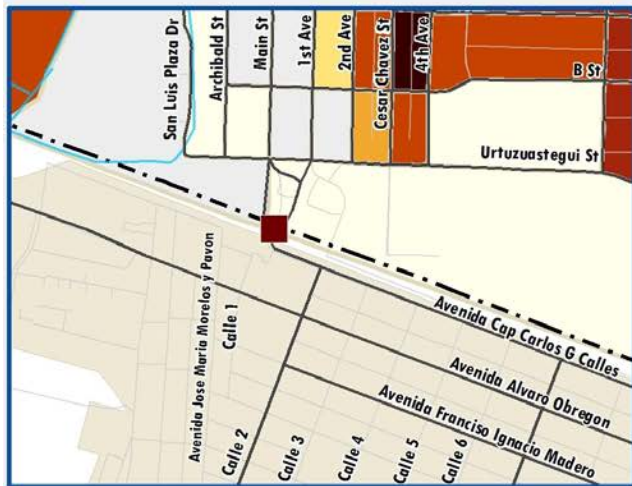 San Luis Plaza Dr
Archibald St
Main St
1st Ave
2nd Ave
Cesar Chavez St
4th Ave
B St
Urtuzuastegui St
Avenida Jose Maria Morelos y Pavon
Calle 1
Avenida Cap Carlos G Calles
Avenida Alvaro Obregon
Avenida Franciso Ignacio Madero
Calle 2
Calle 3
Calle 4
Calle 5
Calle 6